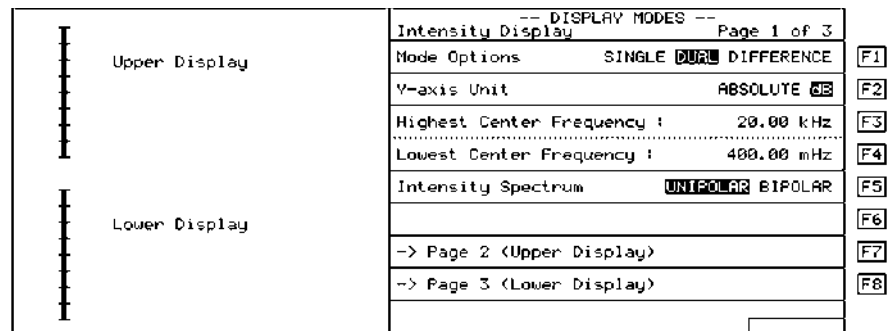 Upper Display
Lower Display
-- DISPLAY MODES --
Intensity Display Page 1 of 3
Mode Options SINGLE DUAL DIFFERENCE F1
Y-axis Unit ABSOLUTE dB F2
Highest Center Frequency : 20.00 kHz F3
Lowest Center Frequency : 400.00 mHz F4
Intensity Spectrum UNIPOLAR BIPOLAR F5
F6
-> Page 2 (Upper Display) F7
-> Page 3 (Lower Display) F8